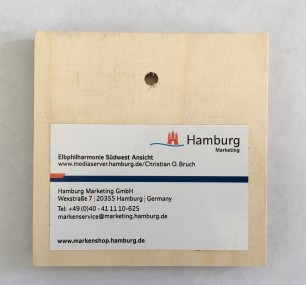 Hamburg
Marketing
Elbphilharmonie Südwest Ansicht
www.mediaserver.hamburg.de/Christian O. Bruch
Hamburg Marketing GmbH
Wexstraße 7 | 20355 Hamburg | Germany
Tel: +49 (0)40 - 41 11 10-625
markenservice@marketing.hamburg.de
www.markenshop.hamburg.de